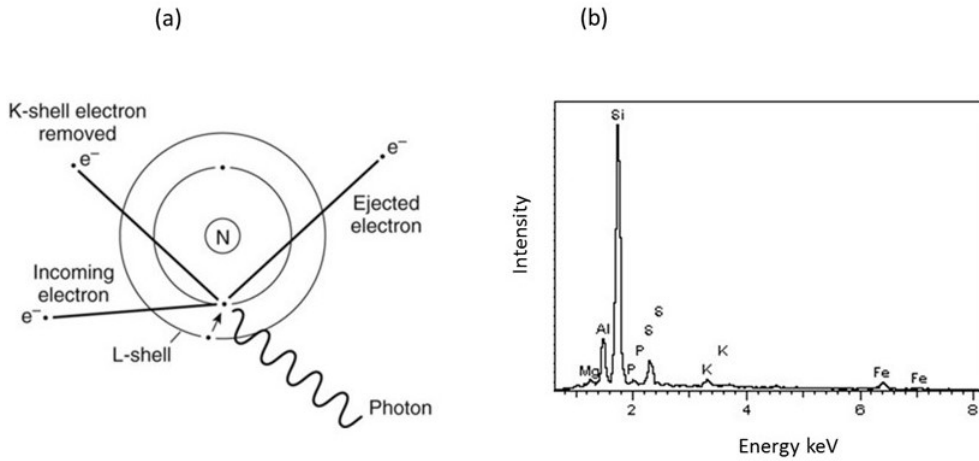 (a)
K-shell electron
removed
e⁻
e⁻
Ejected
electron
N
Incoming
electron
e⁻
L-shell
Photon
(b)
Si
Intensity
S
S
Al
P
K
Mg
P
K
Fe
Fe
2
4
6
8
Energy keV